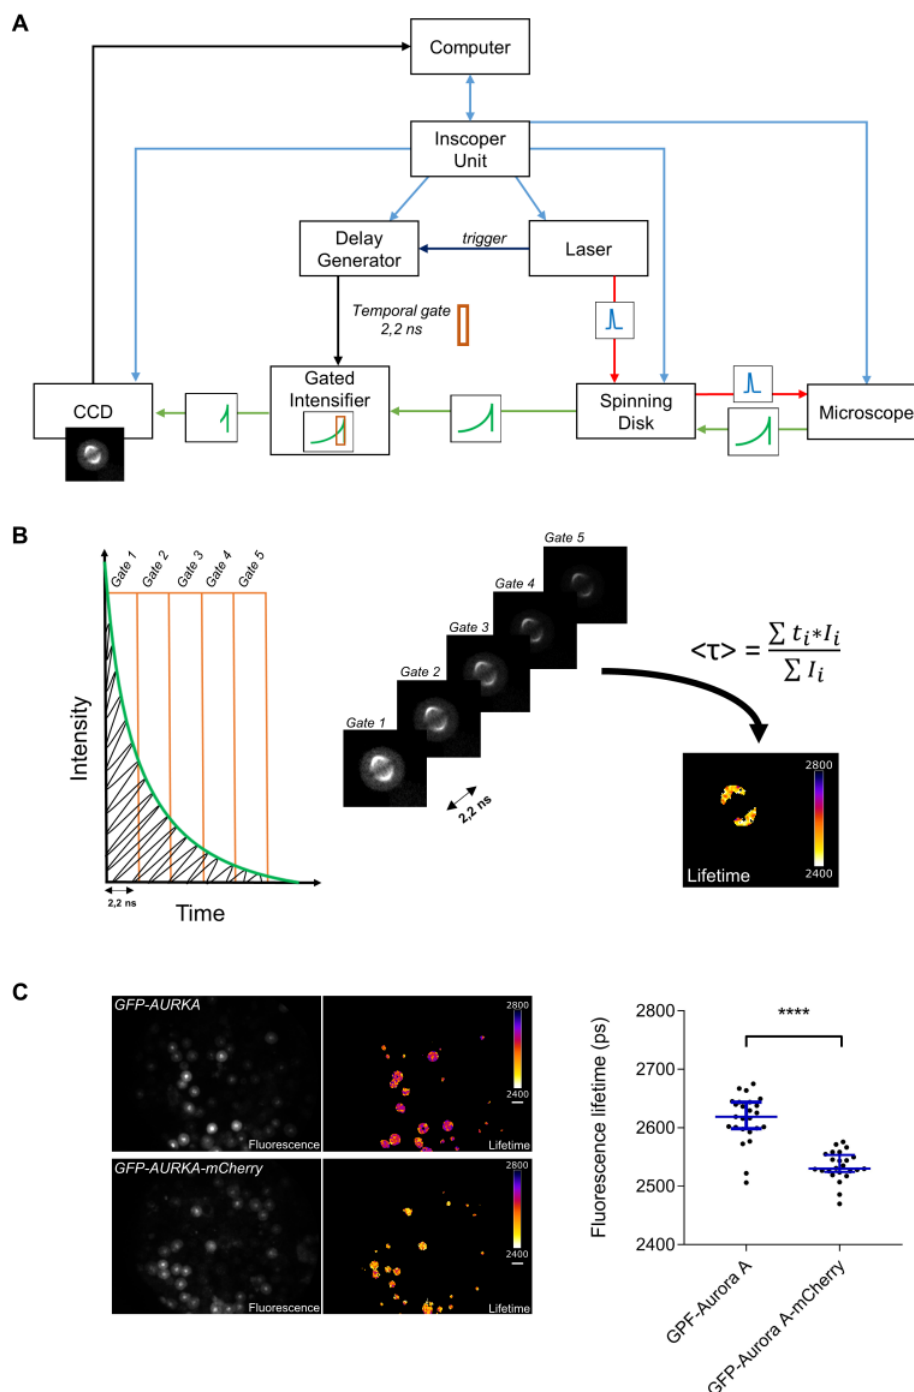 A
Computer
Inscoper
Unit
Delay
Generator
trigger
Laser
Temporal gate
2,2 ns
Gated
Intensifier
CCD
Spinning
Disk
Microscope
B
Gate 1
Gate 2
Gate 3
Gate 4
Gate 5
Intensity
2,2 ns
Time
Gate 5
Gate 4
Gate 3
Gate 2
Gate 1
2,2 ns
<τ> = ∑ t_i*I_i / ∑ I_i
2800
2400
Lifetime
C
GFP-AURKA
Fluorescence
2800
2400
Lifetime
GFP-AURKA-mCherry
Fluorescence
2800
2400
Lifetime
Fluorescence lifetime (ps)
2800
2700
2600
2500
2400
****
GPF-Aurora A
GFP-Aurora A-mCherry